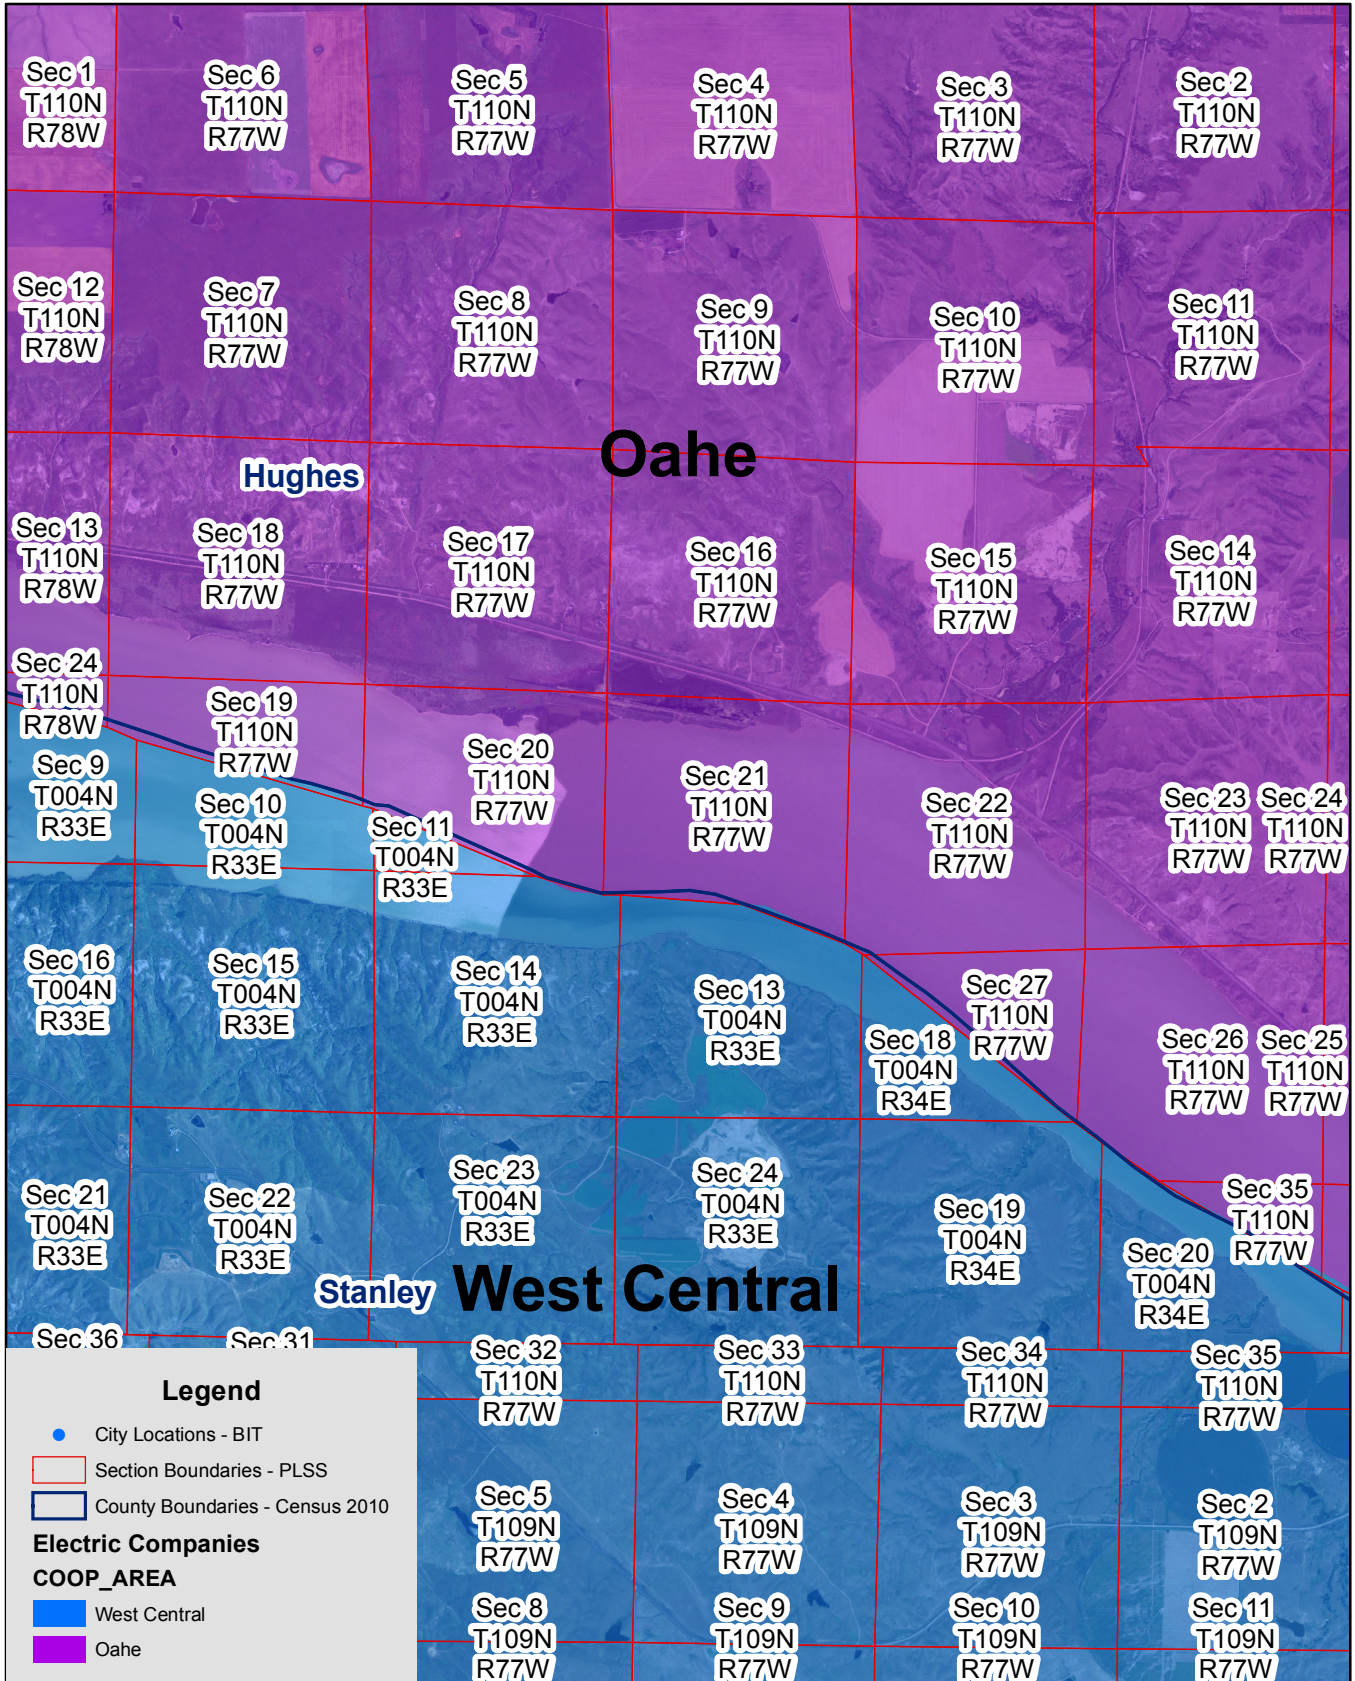 Sec 1
T110N
R78W
Sec 6
T110N
R77W
Sec 5
T110N
R77W
Sec 4
T110N
R77W
Sec 3
T110N
R77W
Sec 2
T110N
R77W
Sec 12
T110N
R78W
Sec 7
T110N
R77W
Sec 8
T110N
R77W
Sec 9
T110N
R77W
Sec 10
T110N
R77W
Sec 11
T110N
R77W
Oahe
Hughes
Sec 13
T110N
R78W
Sec 18
T110N
R77W
Sec 17
T110N
R77W
Sec 16
T110N
R77W
Sec 15
T110N
R77W
Sec 14
T110N
R77W
Sec 24
T110N
R78W
Sec 19
T110N
R77W
Sec 20
T110N
R77W
Sec 21
T110N
R77W
Sec 22
T110N
R77W
Sec 23
T110N
R77W
Sec 24
T110N
R77W
Sec 9
T004N
R33E
Sec 10
T004N
R33E
Sec 11
T004N
R33E
Sec 16
T004N
R33E
Sec 15
T004N
R33E
Sec 14
T004N
R33E
Sec 13
T004N
R33E
Sec 18
T004N
R34E
Sec 27
T110N
R77W
Sec 26
T110N
R77W
Sec 25
T110N
R77W
Sec 21
T004N
R33E
Sec 22
T004N
R33E
Sec 23
T004N
R33E
Sec 24
T004N
R33E
Sec 19
T004N
R34E
Sec 20
T004N
R34E
Sec 35
T110N
R77W
Stanley
West Central
Sec 36
Sec 31
Sec 32
T110N
R77W
Sec 33
T110N
R77W
Sec 34
T110N
R77W
Sec 35
T110N
R77W
Sec 5
T109N
R77W
Sec 4
T109N
R77W
Sec 3
T109N
R77W
Sec 2
T109N
R77W
Sec 8
T109N
R77W
Sec 9
T109N
R77W
Sec 10
T109N
R77W
Sec 11
T109N
R77W
Legend
City Locations - BIT
Section Boundaries - PLSS
County Boundaries - Census 2010
Electric Companies
COOP_AREA
West Central
Oahe